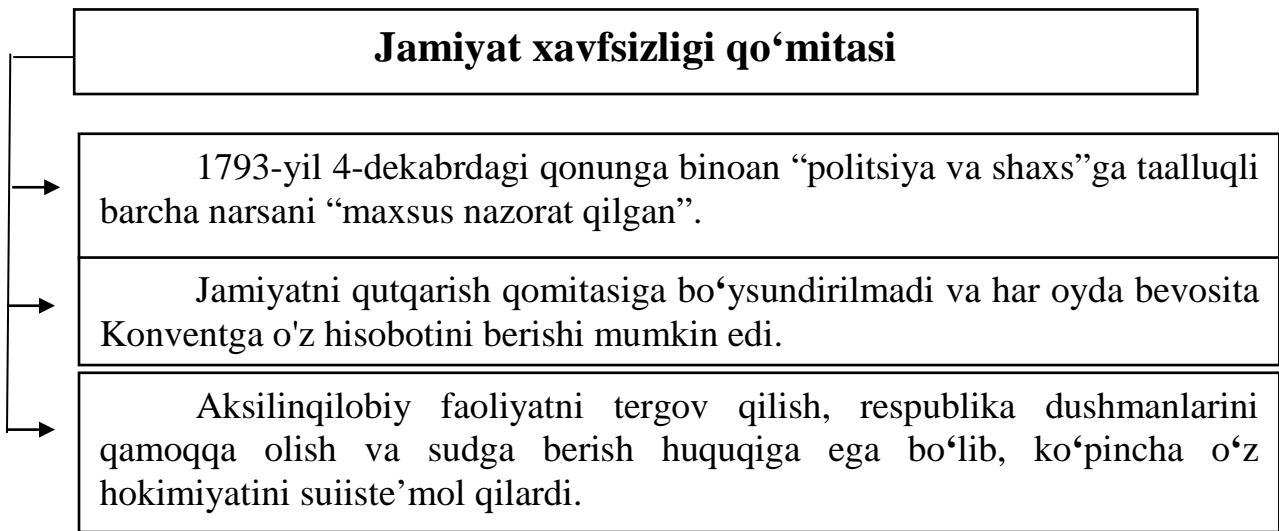 Jamiyat xavfsizligi qo‘mitasi
1793-yil 4-dekabrdagi qonunga binoan “politsiya va shaxs”ga taalluqli
barcha narsani “maxsus nazorat qilgan”.
Jamiyatni qutqarish qomitasiga bo‘ysundirilmadi va har oyda bevosita
Konventga o'z hisobotini berishi mumkin edi.
Aksilinqilobiy faoliyatni tergov qilish, respublika dushmanlarini
qamoqqa olish va sudga berish huquqiga ega bo‘lib, ko‘pincha o‘z
hokimiyatini suiiste’mol qilardi.